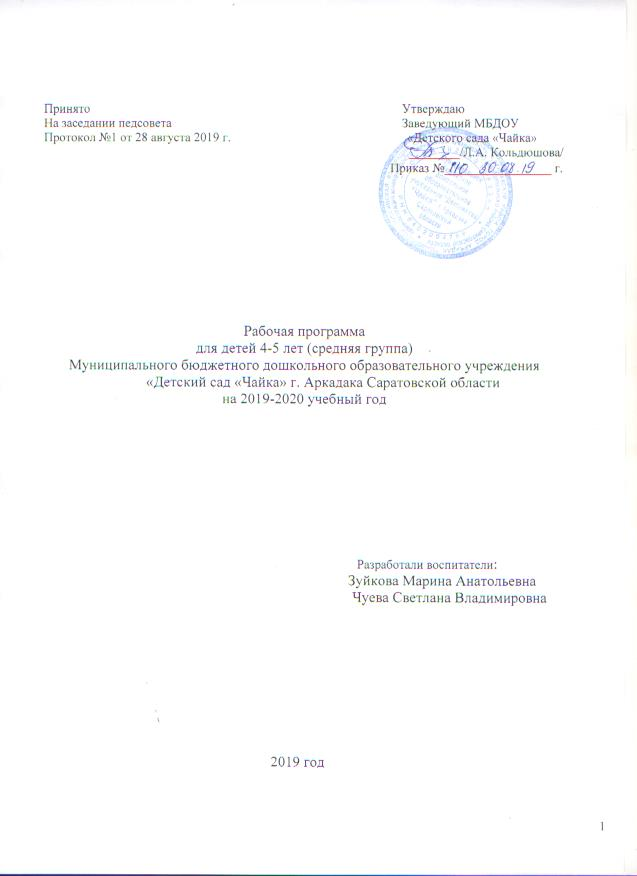 Принято
На заседании педсовета
Протокол №1 от 28 августа 2019 г.
Утверждаю
Заведующий МБДОУ
«Детского сада «Чайка»
/Л.А. Кольдюшова/
Приказ № 110 30.08.19 г.
Рабочая программа
для детей 4-5 лет (средняя группа)
Муниципального бюджетного дошкольного образовательного учреждения
«Детский сад «Чайка» г. Аркадака Саратовской области
на 2019-2020 учебный год
Разработали воспитатели:
Зуйкова Марина Анатольевна
Чуева Светлана Владимировна
2019 год
1